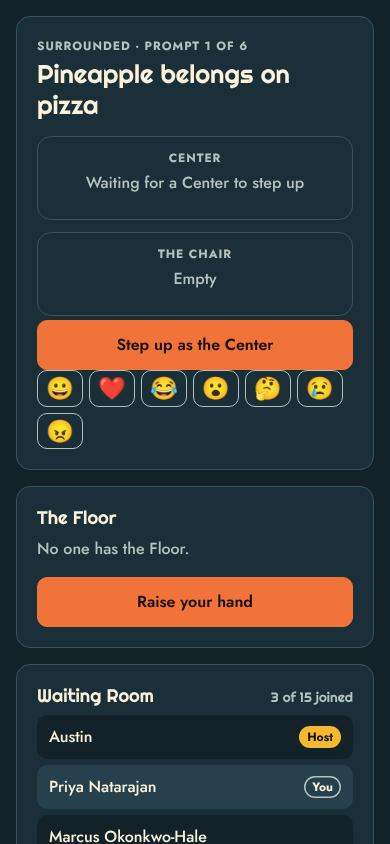 SURROUNDED · PROMPT 1 OF 6
Pineapple belongs on
pizza
CENTER
Waiting for a Center to step up
THE CHAIR
Empty
Step up as the Center
The Floor
No one has the Floor.
Raise your hand
Waiting Room
3 of 15 joined
Austin
Host
Priya Natarajan
You
Marcus Okonkwo-Hale